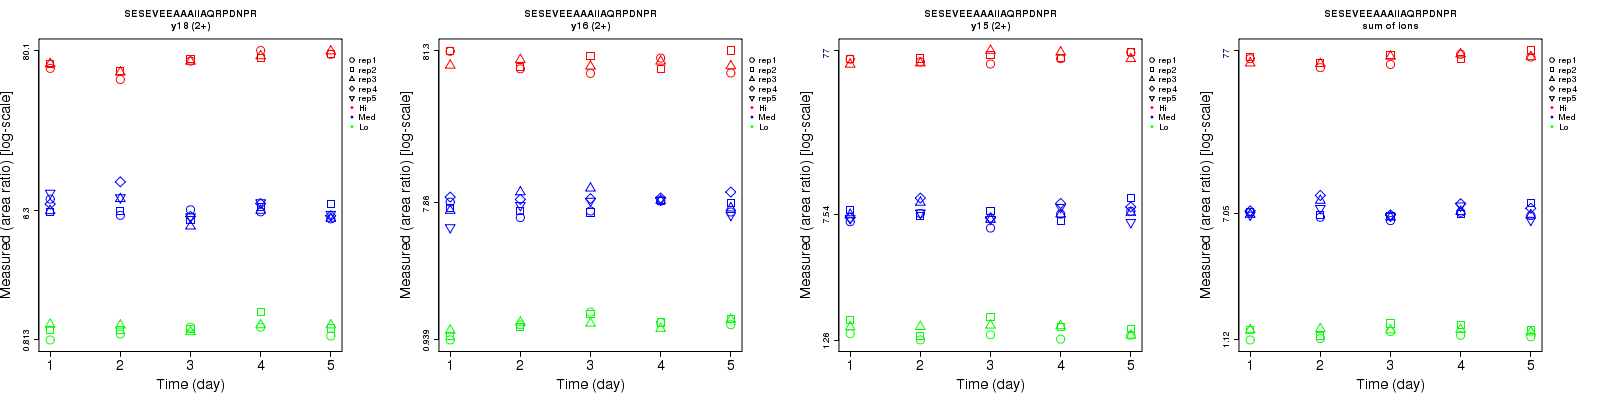 SESEVEEAAAIIAQRPDNPR
y18 (2+)
Measured (area ratio) [log-scale]
80.1
6.3
0.813
1 2 3 4 5
Time (day)
rep1
rep2
rep3
rep4
rep5
Hi
Med
Lo
SESEVEEAAAIIAQRPDNPR
y16 (2+)
Measured (area ratio) [log-scale]
81.3
7.86
0.939
1 2 3 4 5
Time (day)
rep1
rep2
rep3
rep4
rep5
Hi
Med
Lo
SESEVEEAAAIIAQRPDNPR
y15 (2+)
Measured (area ratio) [log-scale]
77
7.54
1.26
1 2 3 4 5
Time (day)
rep1
rep2
rep3
rep4
rep5
Hi
Med
Lo
SESEVEEAAAIIAQRPDNPR
sum of ions
Measured (area ratio) [log-scale]
77
7.05
1.12
1 2 3 4 5
Time (day)
rep1
rep2
rep3
rep4
rep5
Hi
Med
Lo